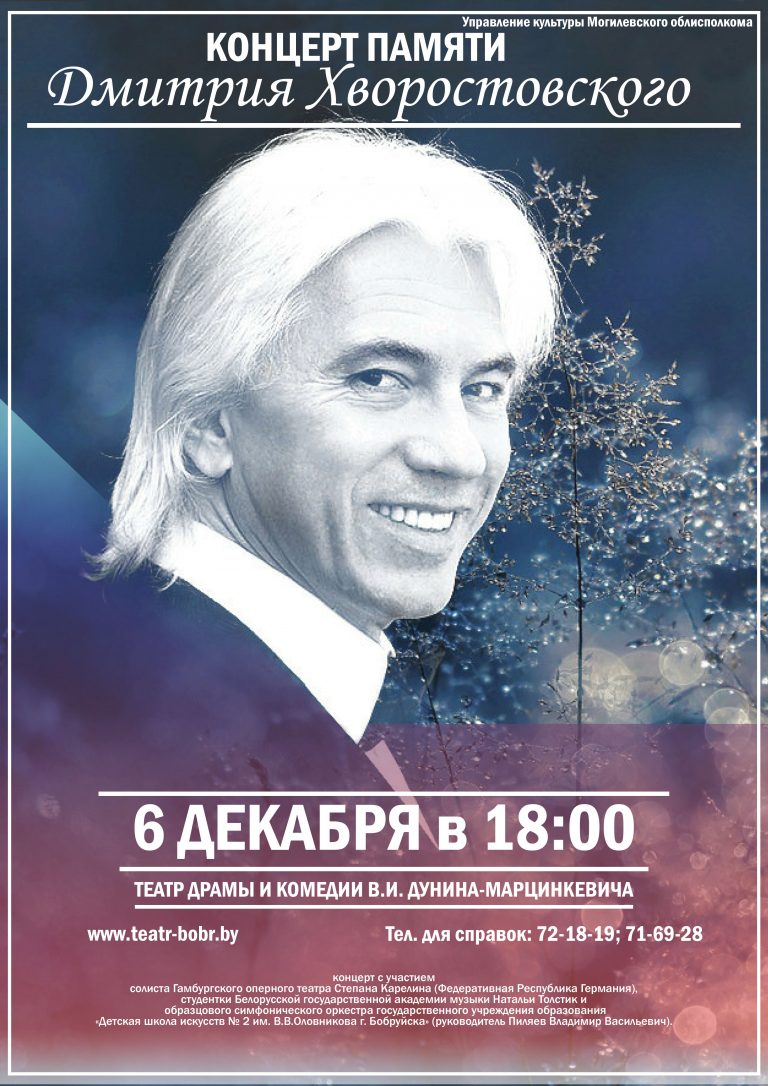 Управление культуры Могилевского облисполкома
КОНЦЕРТ ПАМЯТИ
Дмитрия Хворостовского
6 ДЕКАБРЯ в 18:00
ТЕАТР ДРАМЫ И КОМЕДИИ В.И. ДУНИНА-МАРЦИНКЕВИЧА
www.teatr-bobr.by
Тел. для справок: 72-18-19; 71-69-28
концерт с участием
солиста Гамбургского оперного театра Степана Карелина (Федеративная Республика Германия),
студентки Белорусской государственной академии музыки Натальи Толстик и
образцового симфонического оркестра государственного учреждения образования
«Детская школа искусств № 2 им. В.В.Оловникова г. Бобруйска» (руководитель Пиляев Владимир Васильевич).